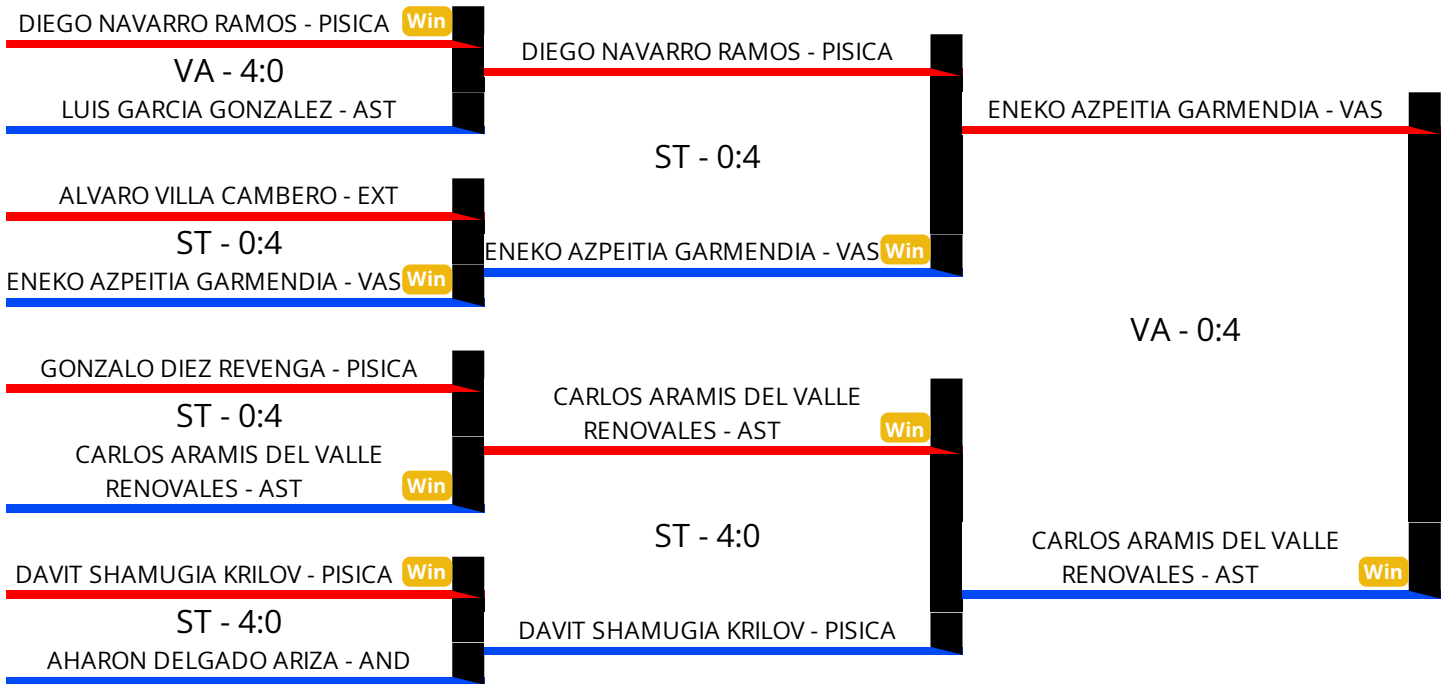 DIEGO NAVARRO RAMOS - PISICA Win
VA - 4:0
LUIS GARCIA GONZALEZ - AST
ALVARO VILLA CAMBERO - EXT
ST - 0:4
ENEKO AZPEITIA GARMENDIA - VAS Win
GONZALO DIEZ REVENGA - PISICA
ST - 0:4
CARLOS ARAMIS DEL VALLE
RENOVALES - AST Win
DAVIT SHAMUGIA KRILOV - PISICA Win
ST - 4:0
AHARON DELGADO ARIZA - AND
DIEGO NAVARRO RAMOS - PISICA
ST - 0:4
ENEKO AZPEITIA GARMENDIA - VAS Win
CARLOS ARAMIS DEL VALLE
RENOVALES - AST Win
ST - 4:0
DAVIT SHAMUGIA KRILOV - PISICA
ENEKO AZPEITIA GARMENDIA - VAS
VA - 0:4
CARLOS ARAMIS DEL VALLE
RENOVALES - AST Win